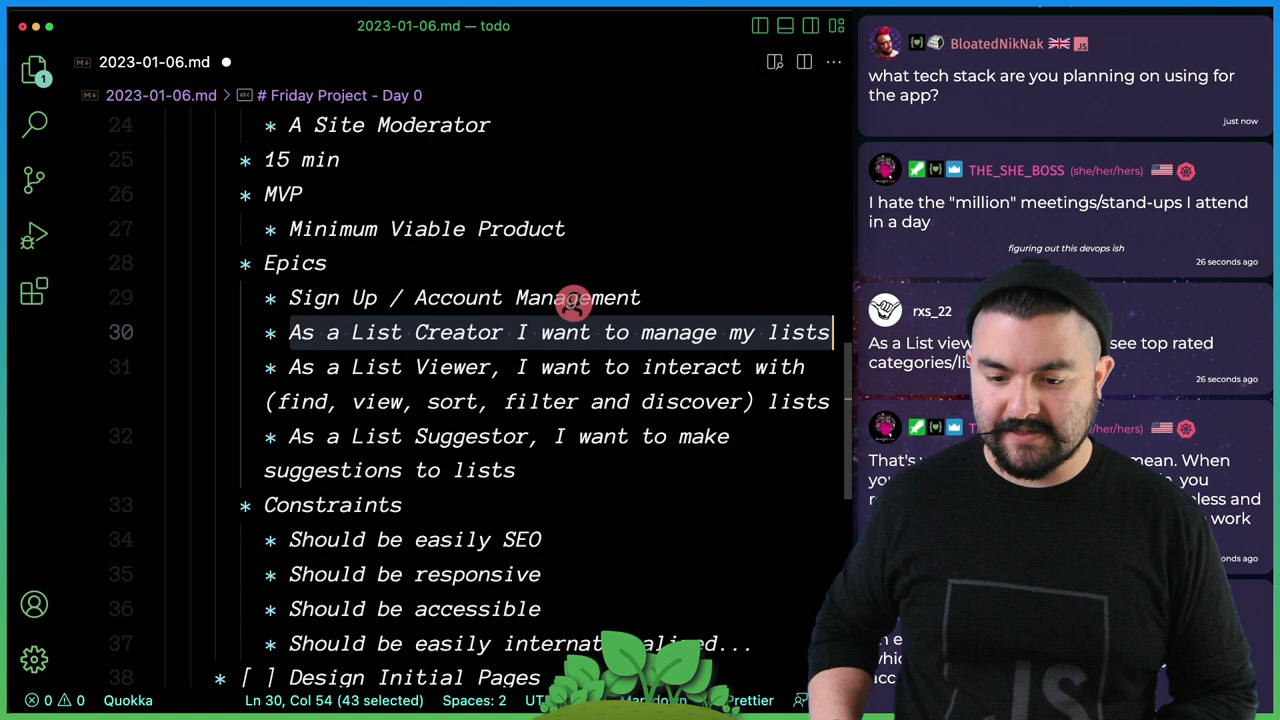 2023-01-06.md — todo
1
2023-01-06.md
2023-01-06.md > # Friday Project - Day 0
24 * A Site Moderator
25 * 15 min
26 * MVP
27 * Minimum Viable Product
28 * Epics
29 * Sign Up / Account Management
30 * As a List Creator I want to manage my lists
31 * As a List Viewer, I want to interact with
(find, view, sort, filter and discover) lists
32 * As a List Suggestor, I want to make
suggestions to lists
33 * Constraints
34 * Should be easily SEO
35 * Should be responsive
36 * Should be accessible
37 * Should be easily
38 * [ ] Design Initial Pages
0 0 Quokka Ln 30, Col 54 (43 selected) Spaces: 2 Prettier
BloatedNikNak JS
what tech stack are you planning on using for
the app?
just now
THE_SHE_BOSS (she/her/hers)
I hate the "million" meetings/stand-ups I attend
in a day
figuring out this devops ish
26 seconds ago
rxs_22
As a List see top rated
26 seconds ago
/her/hers)
mean. When
you
and
work
JS